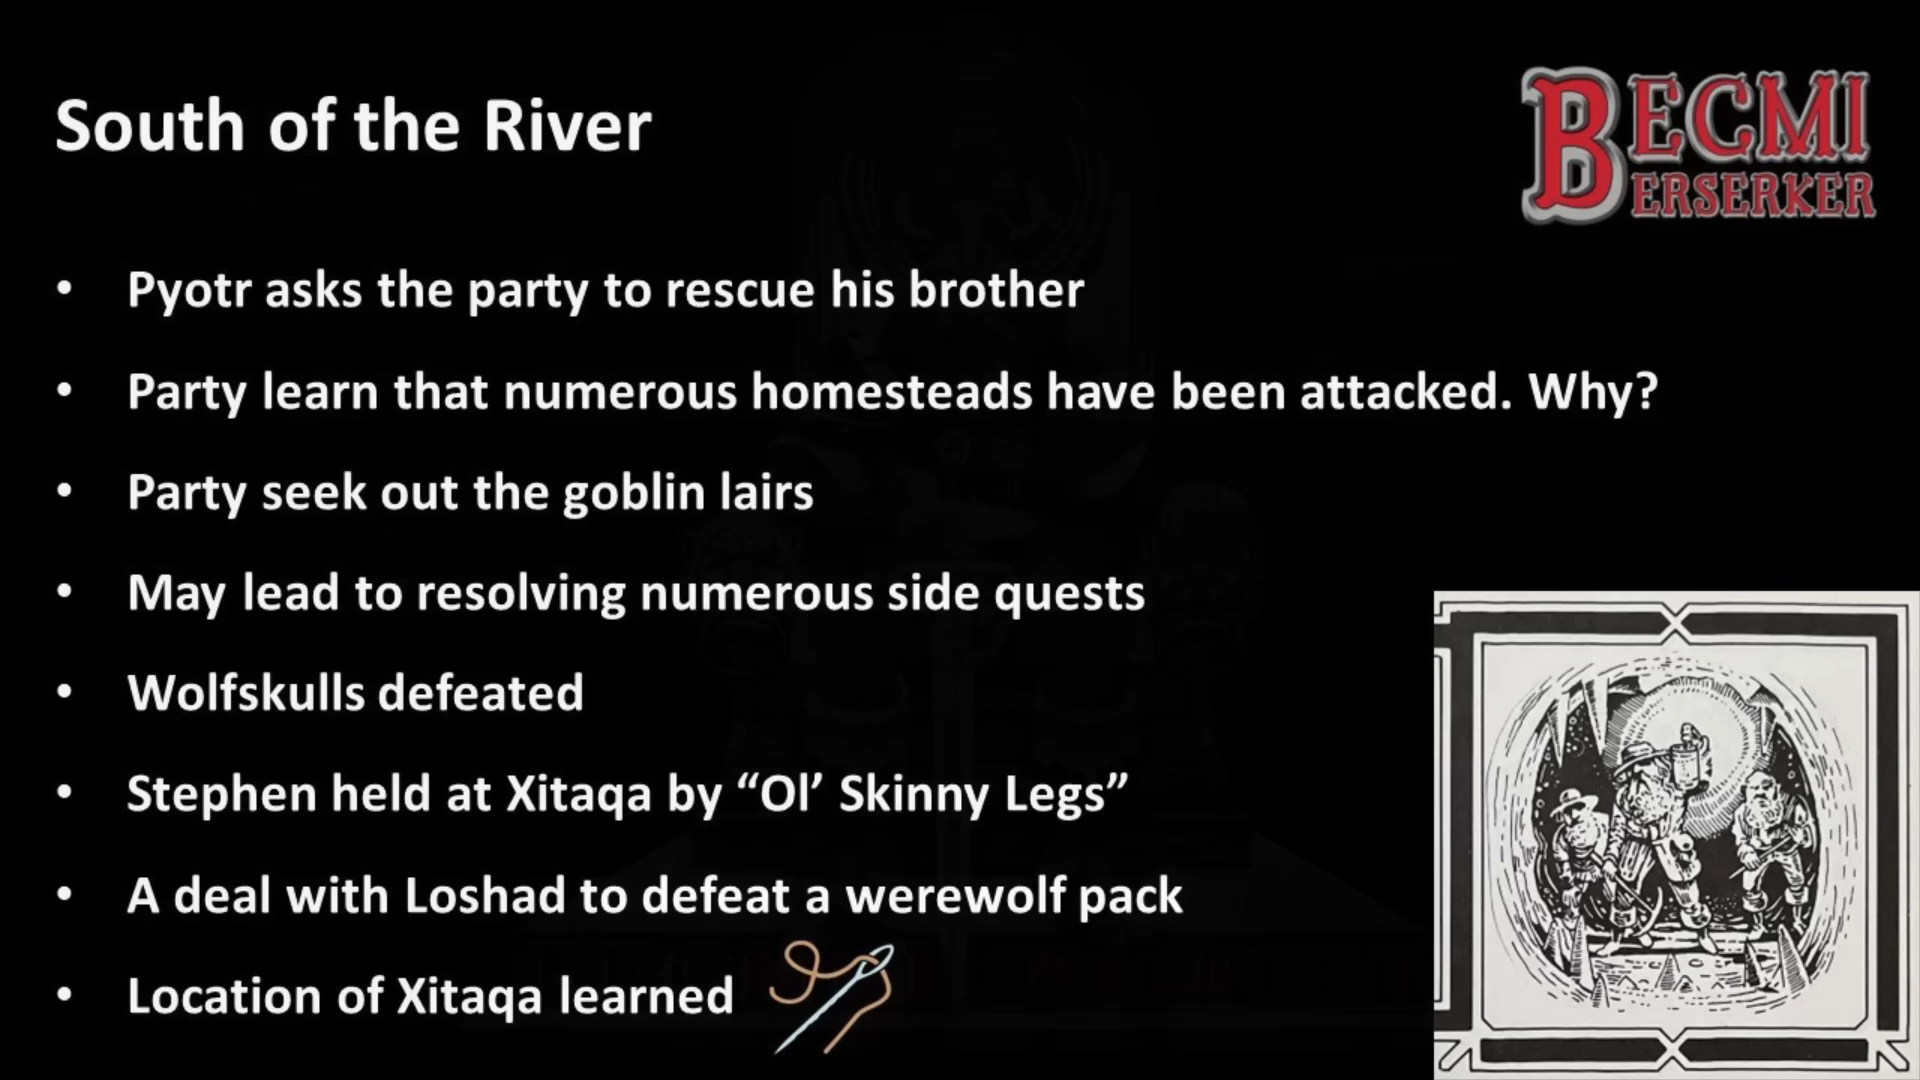 South of the River
BECMI
BERSERKER
• Pyotr asks the party to rescue his brother
• Party learn that numerous homesteads have been attacked. Why?
• Party seek out the goblin lairs
• May lead to resolving numerous side quests
• Wolfskulls defeated
• Stephen held at Xitaqa by “Ol’ Skinny Legs”
• A deal with Loshad to defeat a werewolf pack
• Location of Xitaqa learned